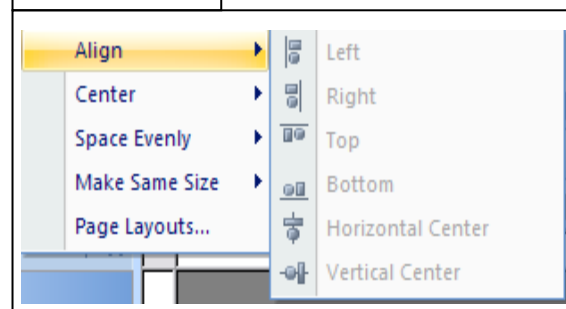 Align
Center
Space Evenly
Make Same Size
Page Layouts...
Left
Right
Top
Bottom
Horizontal Center
Vertical Center